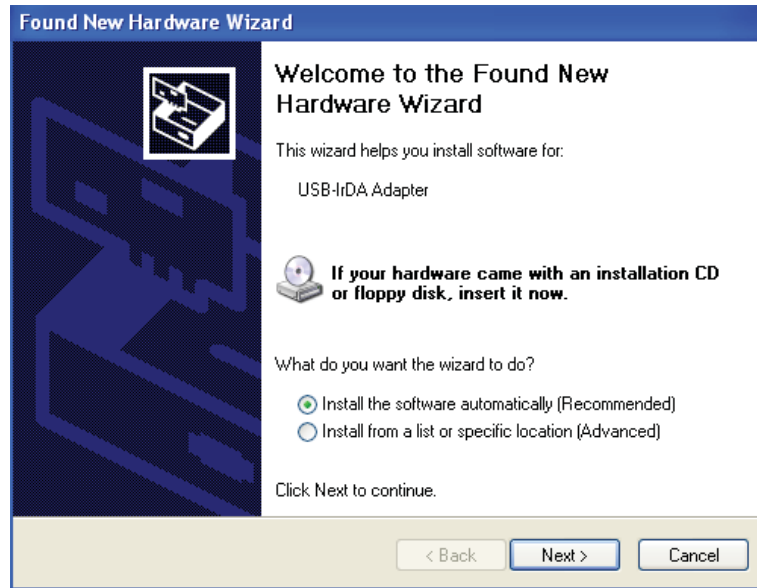 Found New Hardware Wizard
Welcome to the Found New
Hardware Wizard
This wizard helps you install software for:
USB-IrDA Adapter
If your hardware came with an installation CD
or floppy disk, insert it now.
What do you want the wizard to do?
Install the software automatically (Recommended)
Install from a list or specific location (Advanced)
Click Next to continue.
< Back Next > Cancel